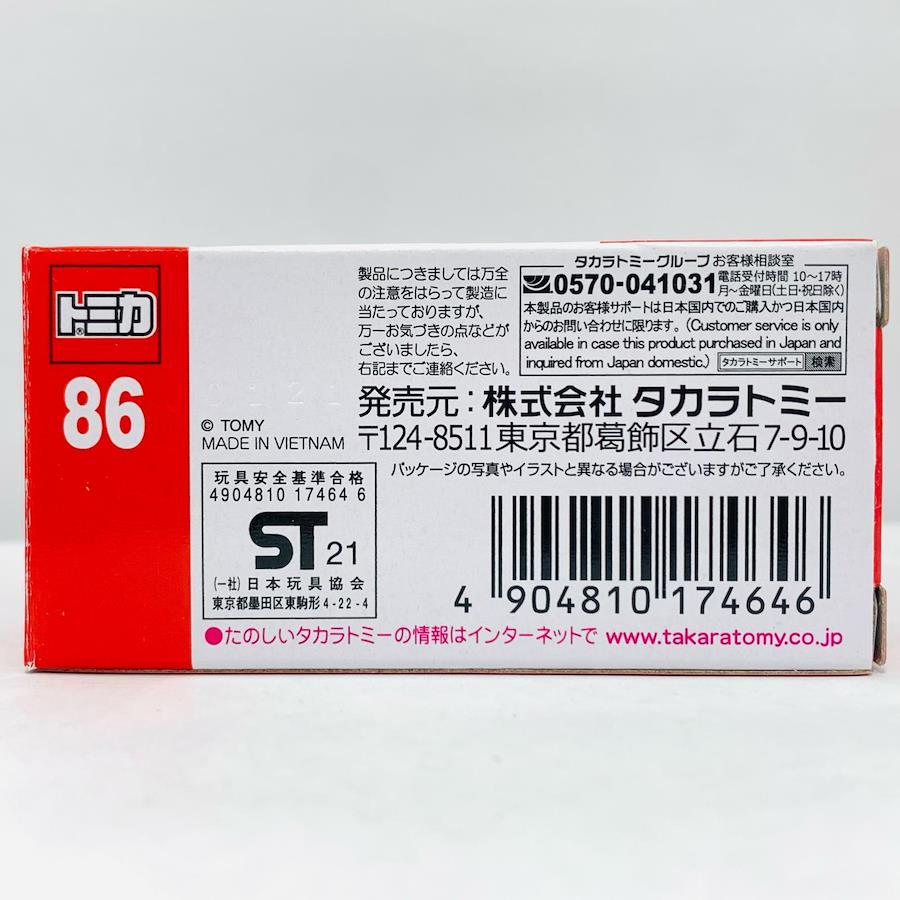 トミカ®
86
製品につきましては万全
の注意をはらって製造に
当たっておりますが、
万一お気づきの点などが
ございましたら、
右記までご連絡ください。
タカラトミーグループ お客様相談室
0570-041031 電話受付時間 10〜17時
月〜金曜日(土日・祝日除く)
本製品のお客様サポートは日本国内でのご購入かつ日本国内
からのお問い合わせに限ります。(Customer service is only
available in case this product purchased in Japan and
inquired from Japan domestic.) タカラトミーサポート 検索
© TOMY
MADE IN VIETNAM
発売元:株式会社 タカラトミー
〒124-8511 東京都葛飾区立石7-9-10
パッケージの写真やイラストと異なる場合がございますがご了承ください。
玩具安全基準合格
4904810 17464 6
ST 21
(一社)日本玩具協会
東京都墨田区東駒形4-22-4
4 904810 174646
●たのしいタカラトミーの情報はインターネットで www.takaratomy.co.jp